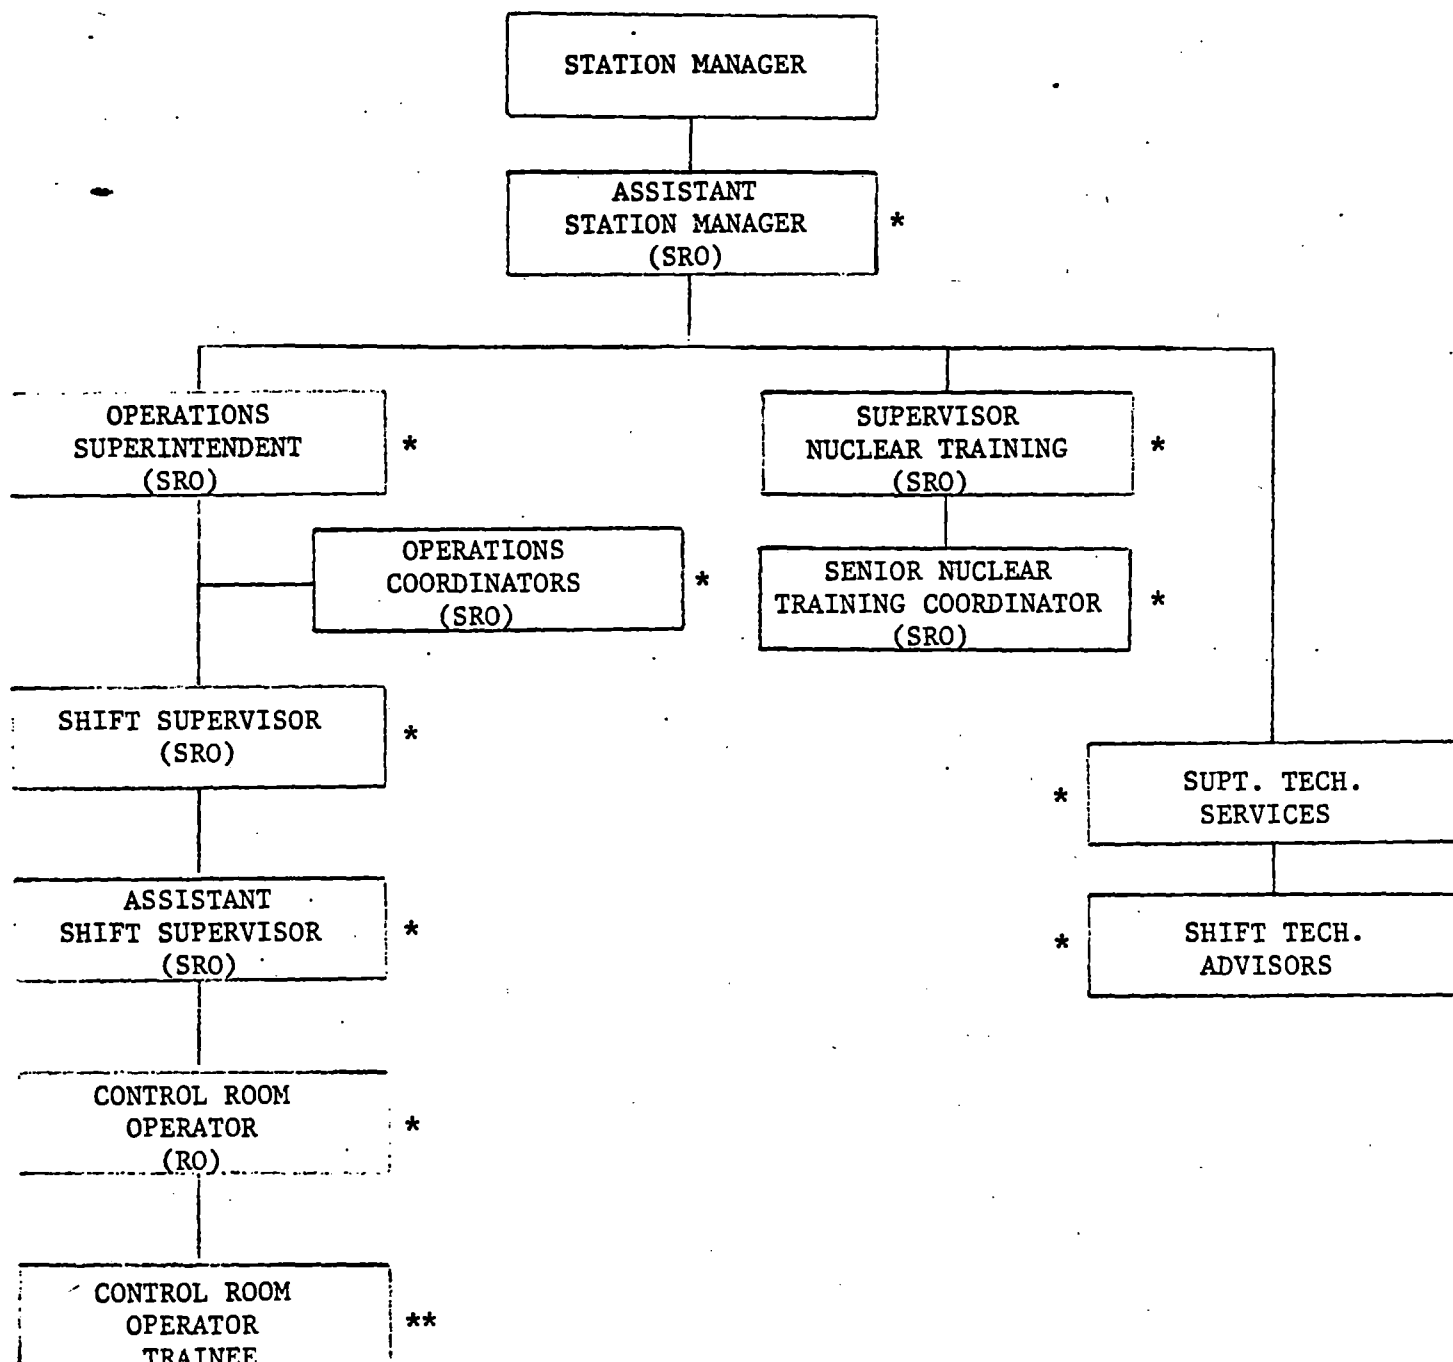 STATION MANAGER
ASSISTANT
STATION MANAGER
(SRO)
*
OPERATIONS
SUPERINTENDENT
(SRO)
*
SUPERVISOR
NUCLEAR TRAINING
(SRO)
*
OPERATIONS
COORDINATORS
(SRO)
*
SENIOR NUCLEAR
TRAINING COORDINATOR
(SRO)
*
SHIFT SUPERVISOR
(SRO)
*
*
SUPT. TECH.
SERVICES
ASSISTANT
SHIFT SUPERVISOR
(SRO)
*
*
SHIFT TECH.
ADVISORS
CONTROL ROOM
OPERATOR
(RO)
*
CONTROL ROOM
OPERATOR
TRAINEE
**